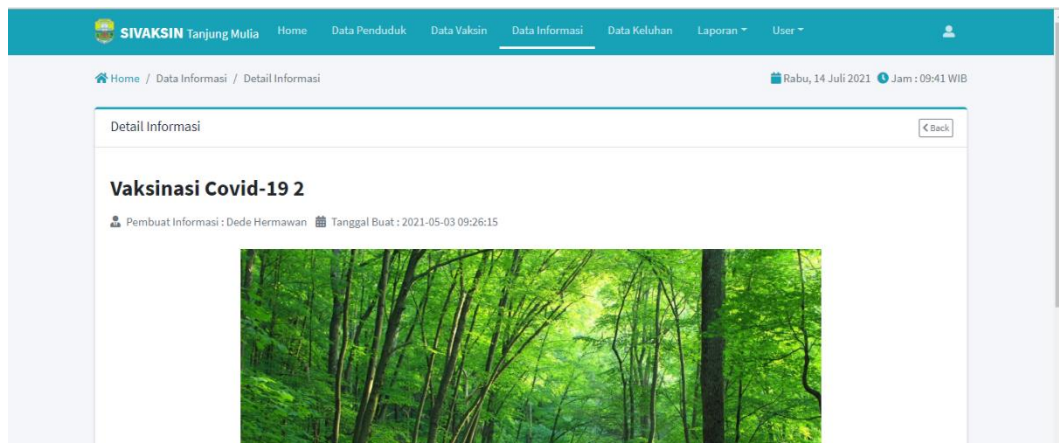 SIVAKSIN Tanjung Mulia Home Data Penduduk Data Vaksin Data Informasi Data Keluhan Laporan User
Home / Data Informasi / Detail Informasi Rabu, 14 Juli 2021 Jam : 09:41 WIB
Detail Informasi Back
Vaksinasi Covid-19 2
Pembuat Informasi : Dede Hermawan Tanggal Buat : 2021-05-03 09:26:15